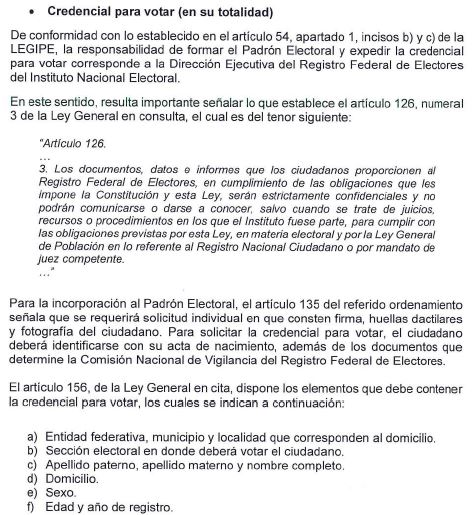 • Credencial para votar (en su totalidad)
De conformidad con lo establecido en el artículo 54, apartado 1, incisos b) y c) de la
LEGIPE, la responsabilidad de formar el Padrón Electoral y expedir la credencial
para votar corresponde a la Dirección Ejecutiva del Registro Federal de Electores
del Instituto Nacional Electoral.
En este sentido, resulta importante señalar lo que establece el artículo 126, numeral
3 de la Ley General en consulta, el cual es del tenor siguiente:
"Artículo 126.
...
3. Los documentos, datos e informes que los ciudadanos proporcionen al
Registro Federal de Electores, en cumplimiento de las obligaciones que les
impone la Constitución y esta Ley, serán estrictamente confidenciales y no
podrán comunicarse o darse a conocer, salvo cuando se trate de juicios,
recursos o procedimientos en los que el Instituto fuese parte, para cumplir con
las obligaciones previstas por esta Ley, en materia electoral y por la Ley General
de Población en lo referente al Registro Nacional Ciudadano o por mandato de
juez competente.
..."
Para la incorporación al Padrón Electoral, el artículo 135 del referido ordenamiento
señala que se requerirá solicitud individual en que consten firma, huellas dactilares
y fotografía del ciudadano. Para solicitar la credencial para votar, el ciudadano
deberá identificarse con su acta de nacimiento, además de los documentos que
determine la Comisión Nacional de Vigilancia del Registro Federal de Electores.
El artículo 156, de la Ley General en cita, dispone los elementos que debe contener
la credencial para votar, los cuales se indican a continuación:
a) Entidad federativa, municipio y localidad que corresponden al domicilio.
b) Sección electoral en donde deberá votar el ciudadano.
c) Apellido paterno, apellido materno y nombre completo.
d) Domicilio.
e) Sexo.
f) Edad y año de registro.